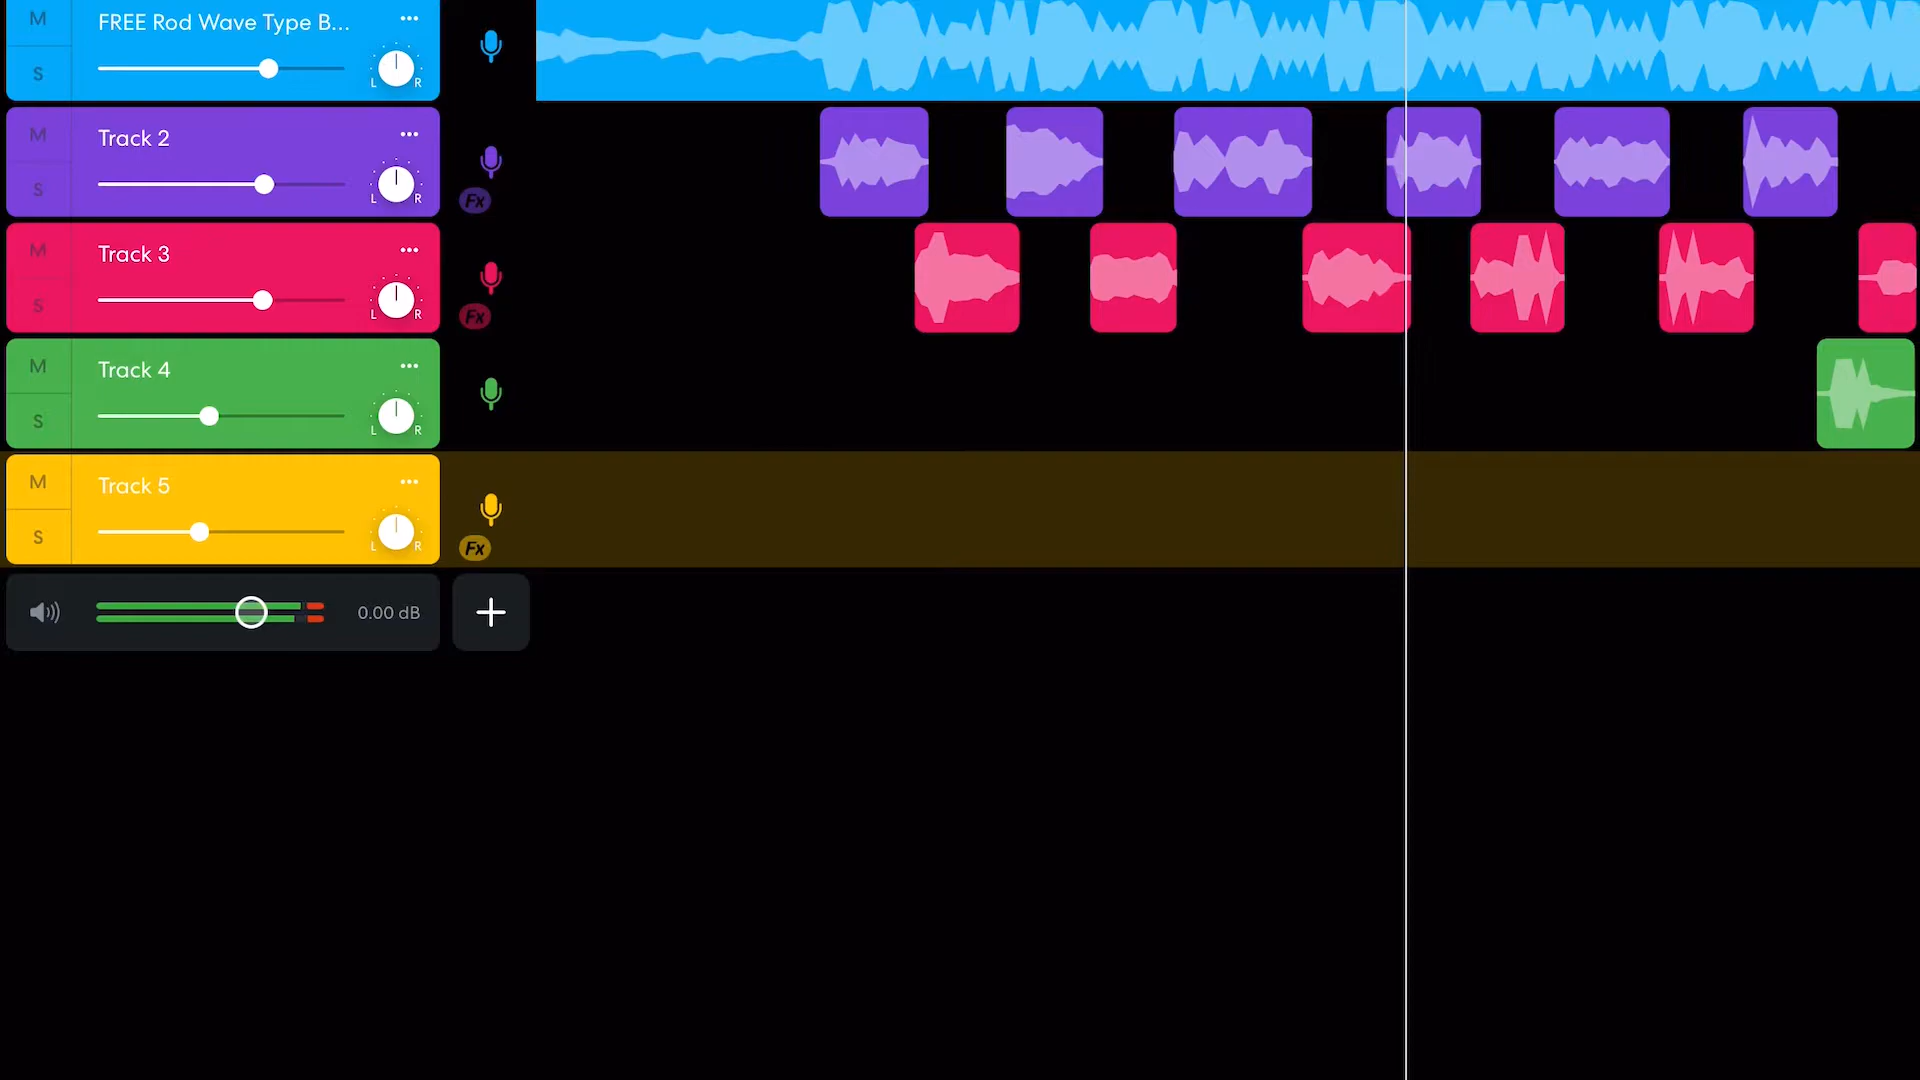 M
FREE Rod Wave Type B...
S
L R
M
Track 2
S
L R
Fx
M
Track 3
S
L R
Fx
M
Track 4
S
L R
M
Track 5
S
L R
Fx
0.00 dB